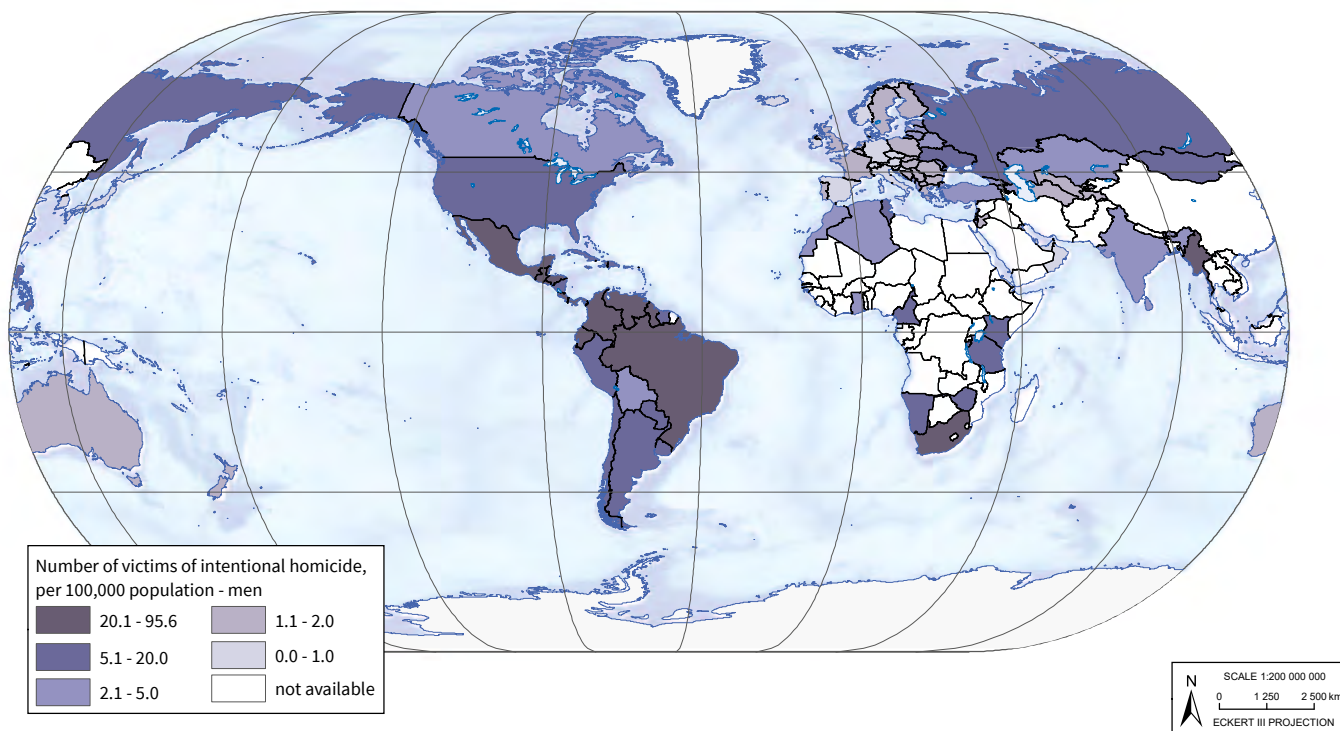 Number of victims of intentional homicide,
per 100,000 population - men
20.1 - 95.6
5.1 - 20.0
2.1 - 5.0
1.1 - 2.0
0.0 - 1.0
not available
N
SCALE 1:200 000 000
0 1 250 2 500 km
ECKERT III PROJECTION